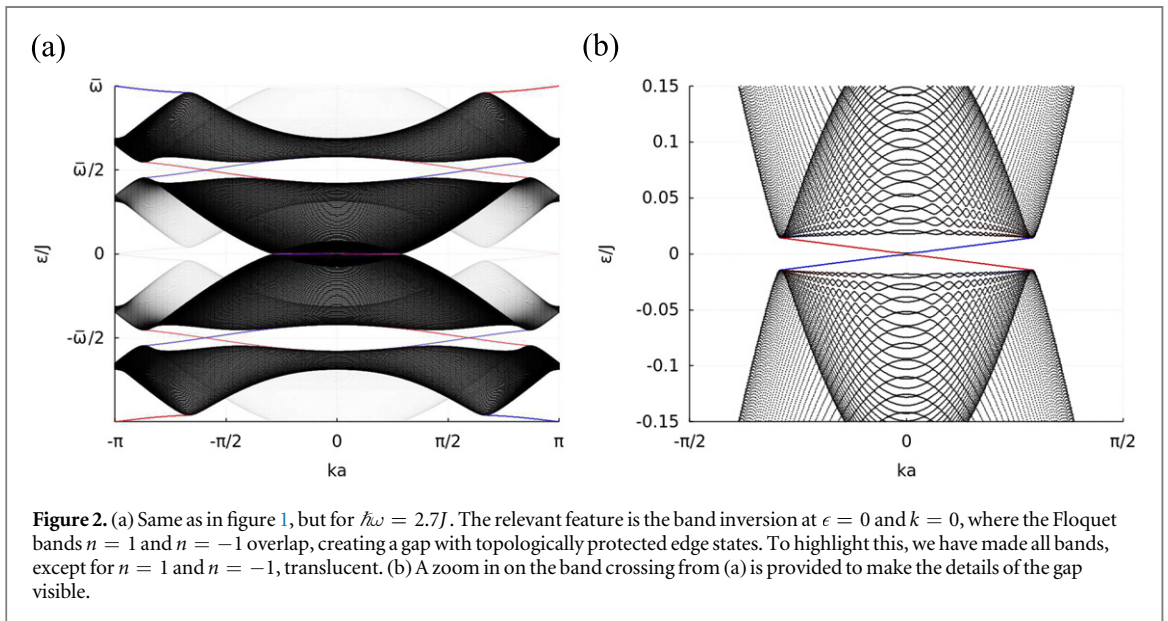 (a)
(b)
ω̄
ω̄/2
0
-ω̄/2
ε/J
-π
-π/2
0
π/2
π
ka
0.15
0.1
0.05
0
-0.05
-0.1
-0.15
ε/J
-π/2
0
π/2
ka
Figure 2. (a) Same as in figure 1, but for ℏω = 2.7J. The relevant feature is the band inversion at ϵ = 0 and k = 0, where the Floquet
bands n = 1 and n = −1 overlap, creating a gap with topologically protected edge states. To highlight this, we have made all bands,
except for n = 1 and n = −1, translucent. (b) A zoom in on the band crossing from (a) is provided to make the details of the gap
visible.